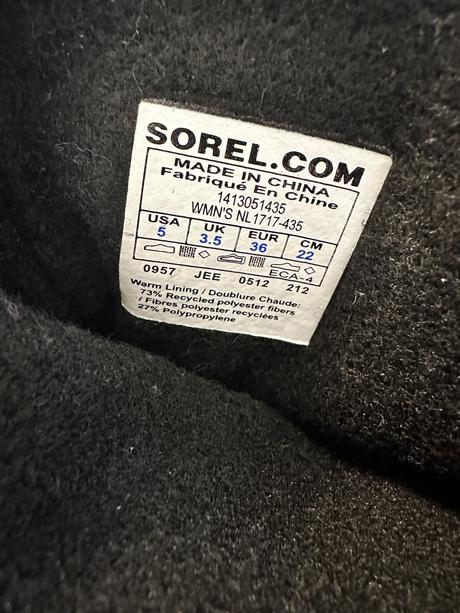 SOREL.COM
MADE IN CHINA
Fabriqué En Chine
1413051435
WMN'S NL1717-435
USA UK EUR CM
5 3.5 36 22
ECA-4
0957 JEE 0512 212
Warm Lining / Doublure Chaude:
73% Recycled polyester fibers
/ Fibres polyester recyclées
27% Polypropylene